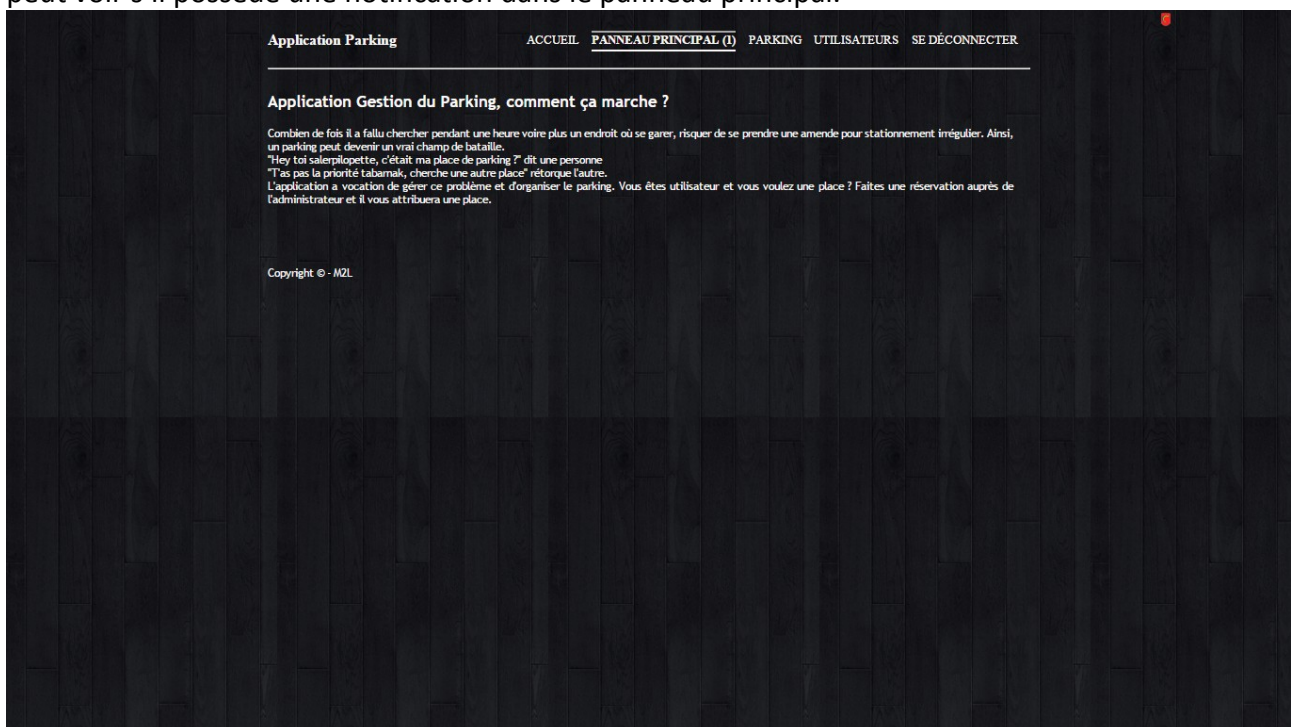 peut voir s'il possède une notification dans le panneau principal.
Application Parking
ACCUEIL PANNEAU PRINCIPAL (1) PARKING UTILISATEURS SE DÉCONNECTER
Application Gestion du Parking, comment ça marche ?
Combien de fois il a fallu chercher pendant une heure voire plus un endroit où se garer, risquer de se prendre une amende pour stationnement irrégulier. Ainsi,
un parking peut devenir un vrai champ de bataille.
"Hey toi salerpilopette, c'était ma place de parking ?" dit une personne
"T'as pas la priorité tabarnak, cherche une autre place" rétorque l'autre.
L'application a vocation de gérer ce problème et d'organiser le parking. Vous êtes utilisateur et vous voulez une place ? Faites une réservation auprès de
l'administrateur et il vous attribuera une place.
Copyright © - M2L